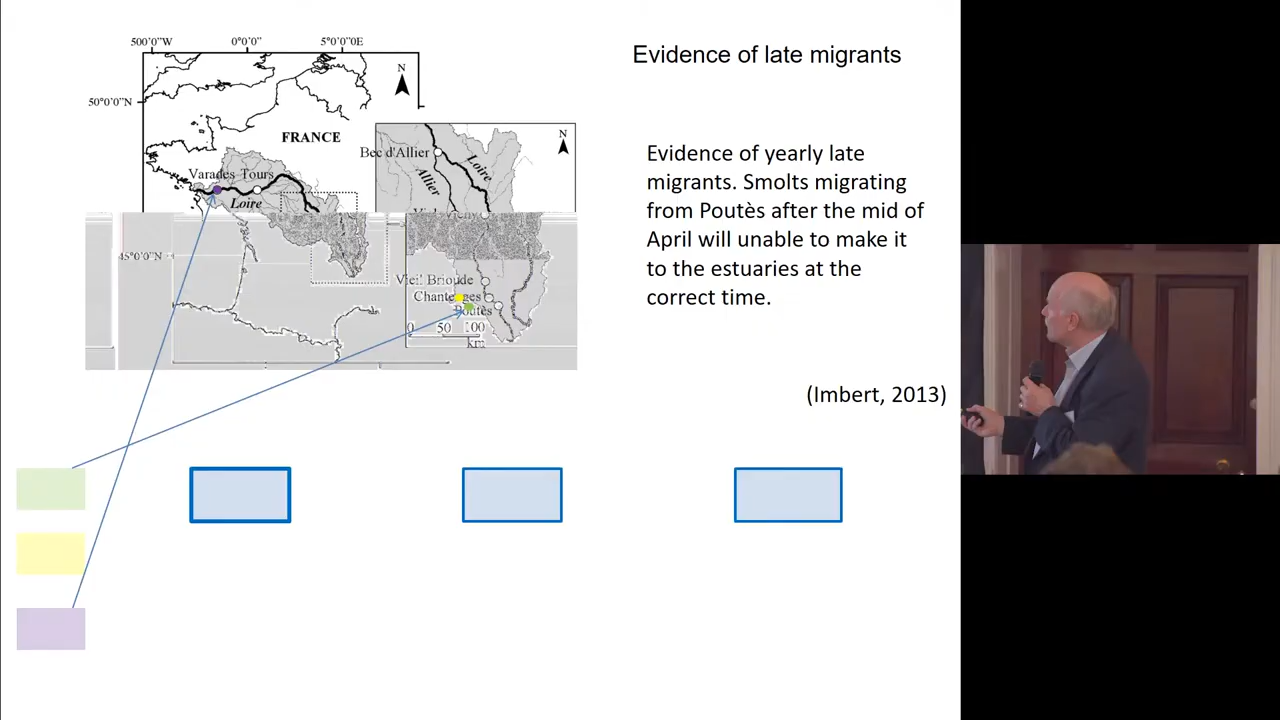 Evidence of late migrants
500'0''W 0°0'0'' 5°0'0''E
N
50°0'0''N
FRANCE
N
Bec d'Allier
Loire
Allier
Varades Tours
Loire
45°0'0''N
Vieil Brioude
Chanteuges
Poutès
0 50 100
km
Evidence of yearly late
migrants. Smolts migrating
from Poutès after the mid of
April will unable to make it
to the estuaries at the
correct time.
(Imbert, 2013)